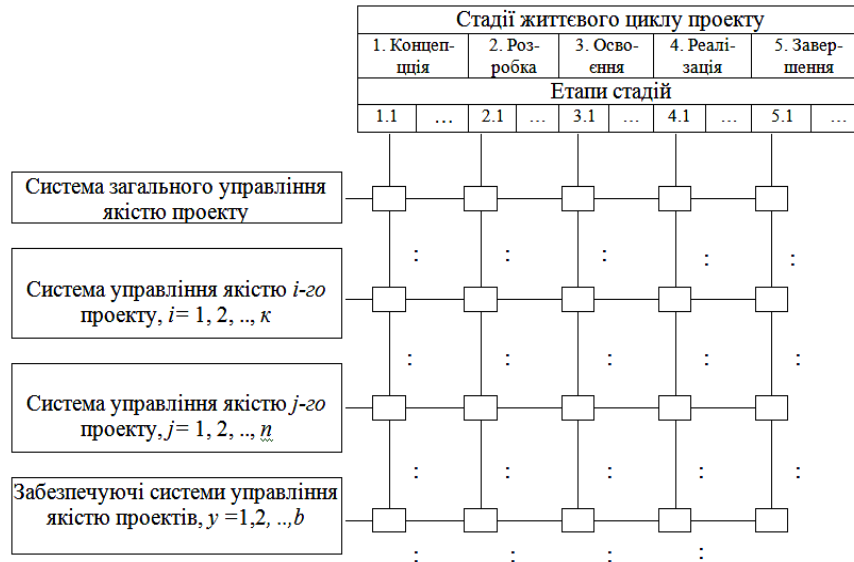 Стадії життєвого циклу проекту
1. Концеп-
цція
2. Роз-
робка
3. Осво-
єння
4. Реалі-
зація
5. Завер-
шення
Етапи стадій
1.1 … 2.1 … 3.1 … 4.1 … 5.1 …
Система загального управління
якістю проекту
: : : : :
Система управління якістю i-го
проекту, i= 1, 2, .., к
: : : : :
Система управління якістю j-го
проекту, j= 1, 2, .., n
: : : : :
Забезпечуючі системи управління
якістю проектів, y =1,2, ..,b
: : : :